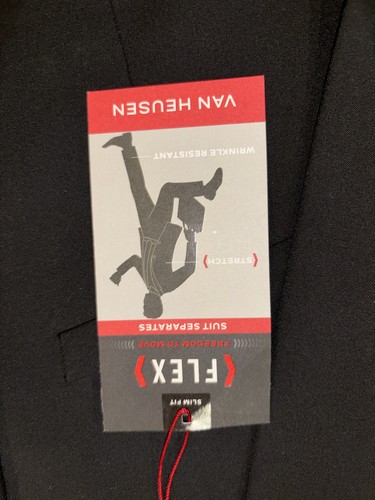 SLIM FIT
FLEX
FREEDOM TO MOVE
SUIT SEPARATES
STRETCH
WRINKLE RESISTANT
VAN HEUSEN